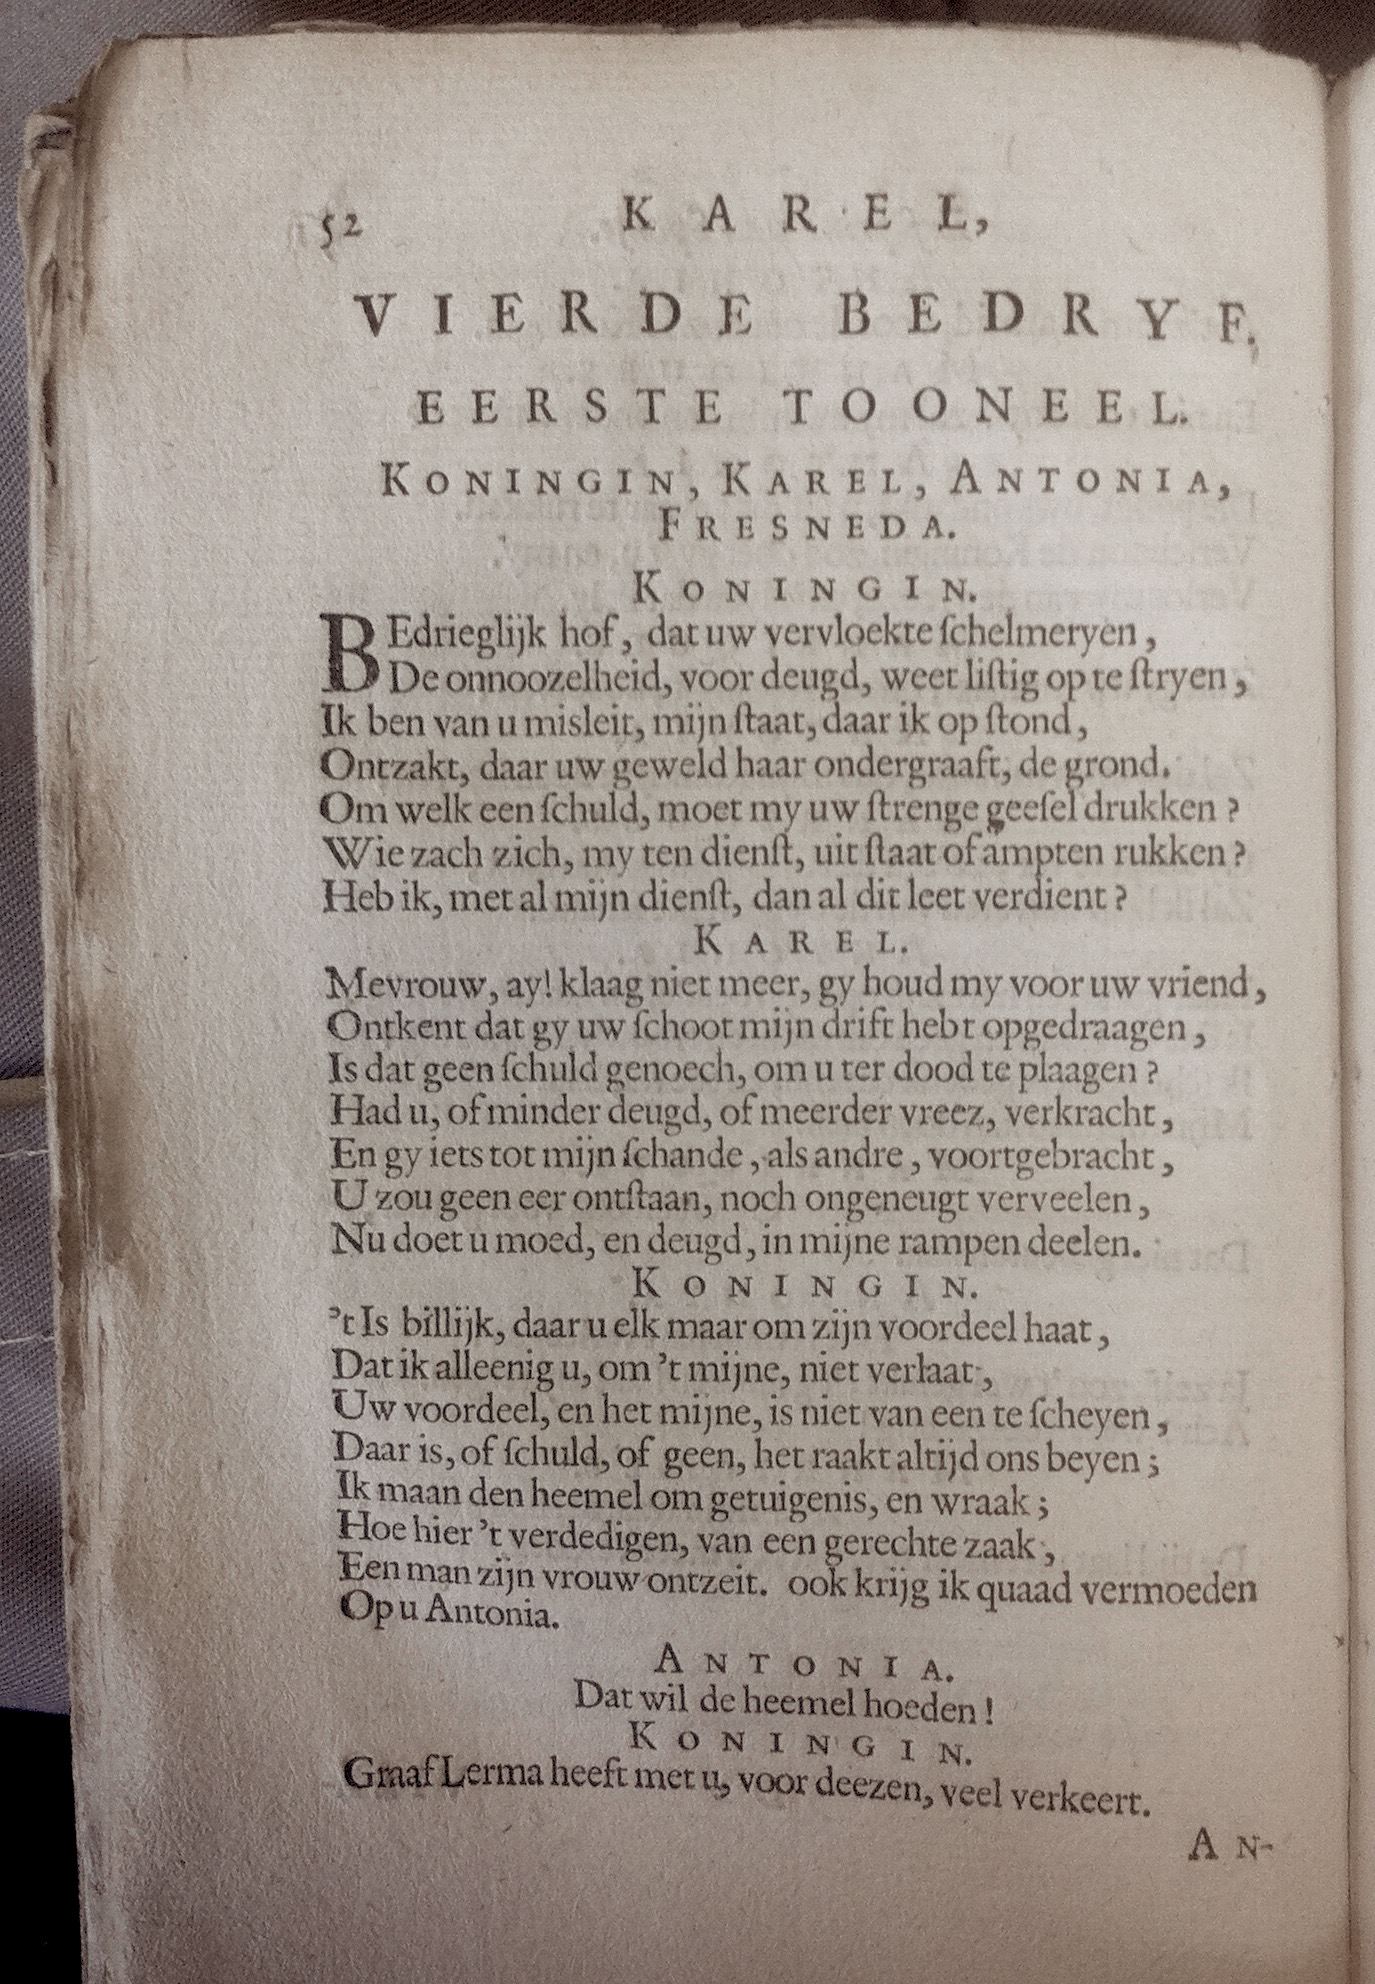 52 KAREL,
VIERDE BEDRYF.
EERSTE TOONEEL.
KONINGIN, KAREL, ANTONIA,
FRESNEDA.
KONINGIN.
BEdrieglijk hof, dat uw vervloekte ſchelmeryen,
De onnoozelheid, voor deugd, weet liſtig op te ſtryen,
Ik ben van u misleit, mijn ſtaat, daar ik op ſtond,
Ontzakt, daar uw geweld haar ondergraaft, de grond.
Om welk een ſchuld, moet my uw ſtrenge geeſel drukken?
Wie zach zich, my ten dienſt, uit ſtaat of ampten rukken?
Heb ik, met al mijn dienſt, dan al dit leet verdient?
KAREL.
Mevrouw, ay! klaag niet meer, gy houd my voor uw vriend,
Ontkent dat gy uw ſchoot mijn drift hebt opgedraagen,
Is dat geen ſchuld genoech, om u ter dood te plaagen?
Had u, of minder deugd, of meerder vreez, verkracht,
En gy iets tot mijn ſchande, als andre, voortgebracht,
U zou geen eer ontſtaan, noch ongeneugt verveelen,
Nu doet u moed, en deugd, in mijne rampen deelen.
KONINGIN.
't Is billijk, daar u elk maar om zijn voordeel haat,
Dat ik alleenig u, om 't mijne, niet verlaat,
Uw voordeel, en het mijne, is niet van een te ſcheyen,
Daar is, of ſchuld, of geen, het raakt altijd ons beyen;
Ik maan den heemel om getuigenis, en wraak;
Hoe hier 't verdedigen, van een gerechte zaak,
Een man zijn vrouw ontzeit. ook krijg ik quaad vermoeden
Op u Antonia.
ANTONIA.
Dat wil de heemel hoeden!
KONINGIN.
Graaf Lerma heeft met u, voor deezen, veel verkeert.
AN-